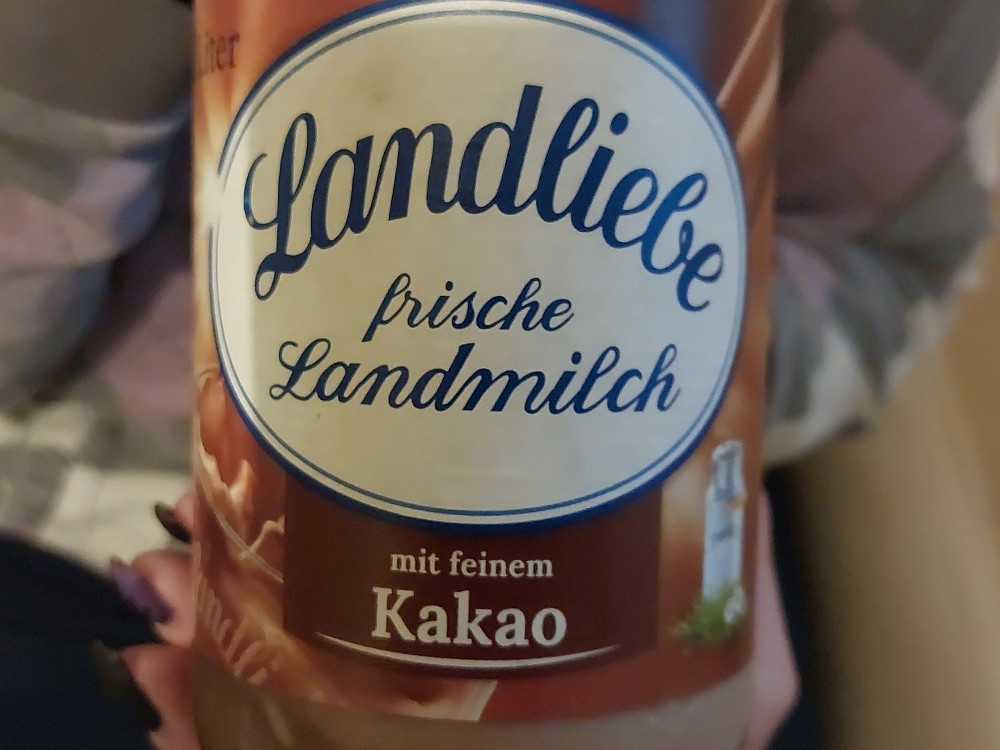 Landliebe
frische
Landmilch
mit feinem
Kakao